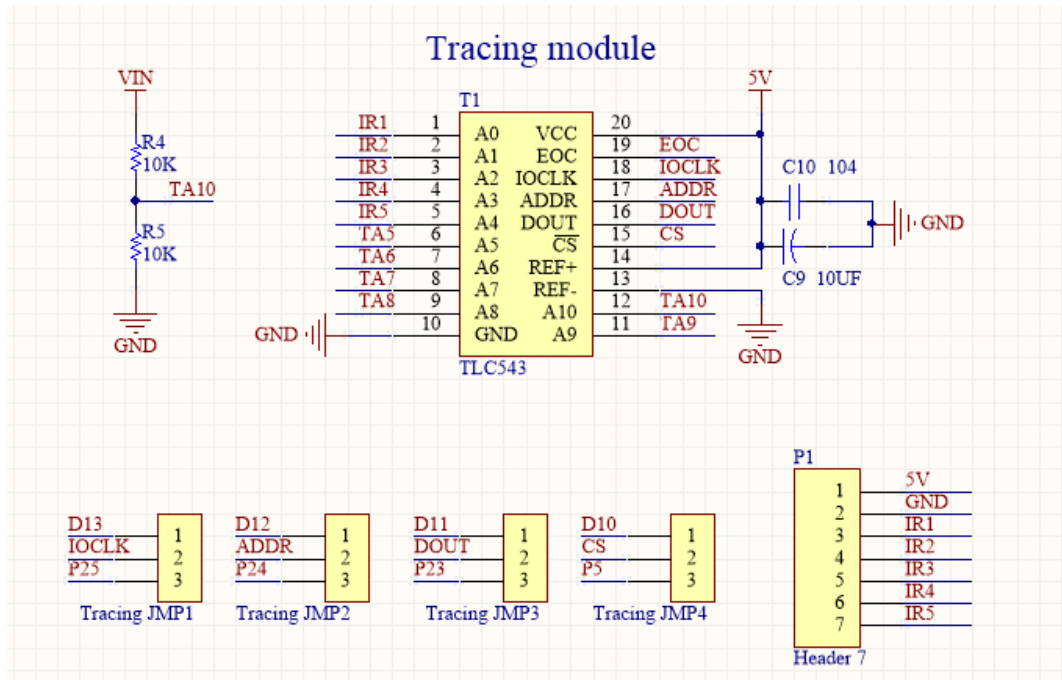 Tracing module
VIN
R4
10K
TA10
R5
10K
GND
T1
IR1 1 A0 VCC 20
IR2 2 A1 EOC 19 EOC
IR3 3 A2 IOCLK 18 IOCLK
IR4 4 A3 ADDR 17 ADDR
IR5 5 A4 DOUT 16 DOUT
TA5 6 A5 CS 15 CS
TA6 7 A6 REF+ 14
TA7 8 A7 REF- 13
TA8 9 A8 A10 12 TA10
GND 10 GND A9 11 TA9
TLC543
5V
C10 104
GND
C9 10UF
GND
D13 1
IOCLK 2
P25 3
Tracing JMP1
D12 1
ADDR 2
P24 3
Tracing JMP2
D11 1
DOUT 2
P23 3
Tracing JMP3
D10 1
CS 2
P5 3
Tracing JMP4
P1
1 5V
2 GND
3 IR1
4 IR2
5 IR3
6 IR4
7 IR5
Header 7